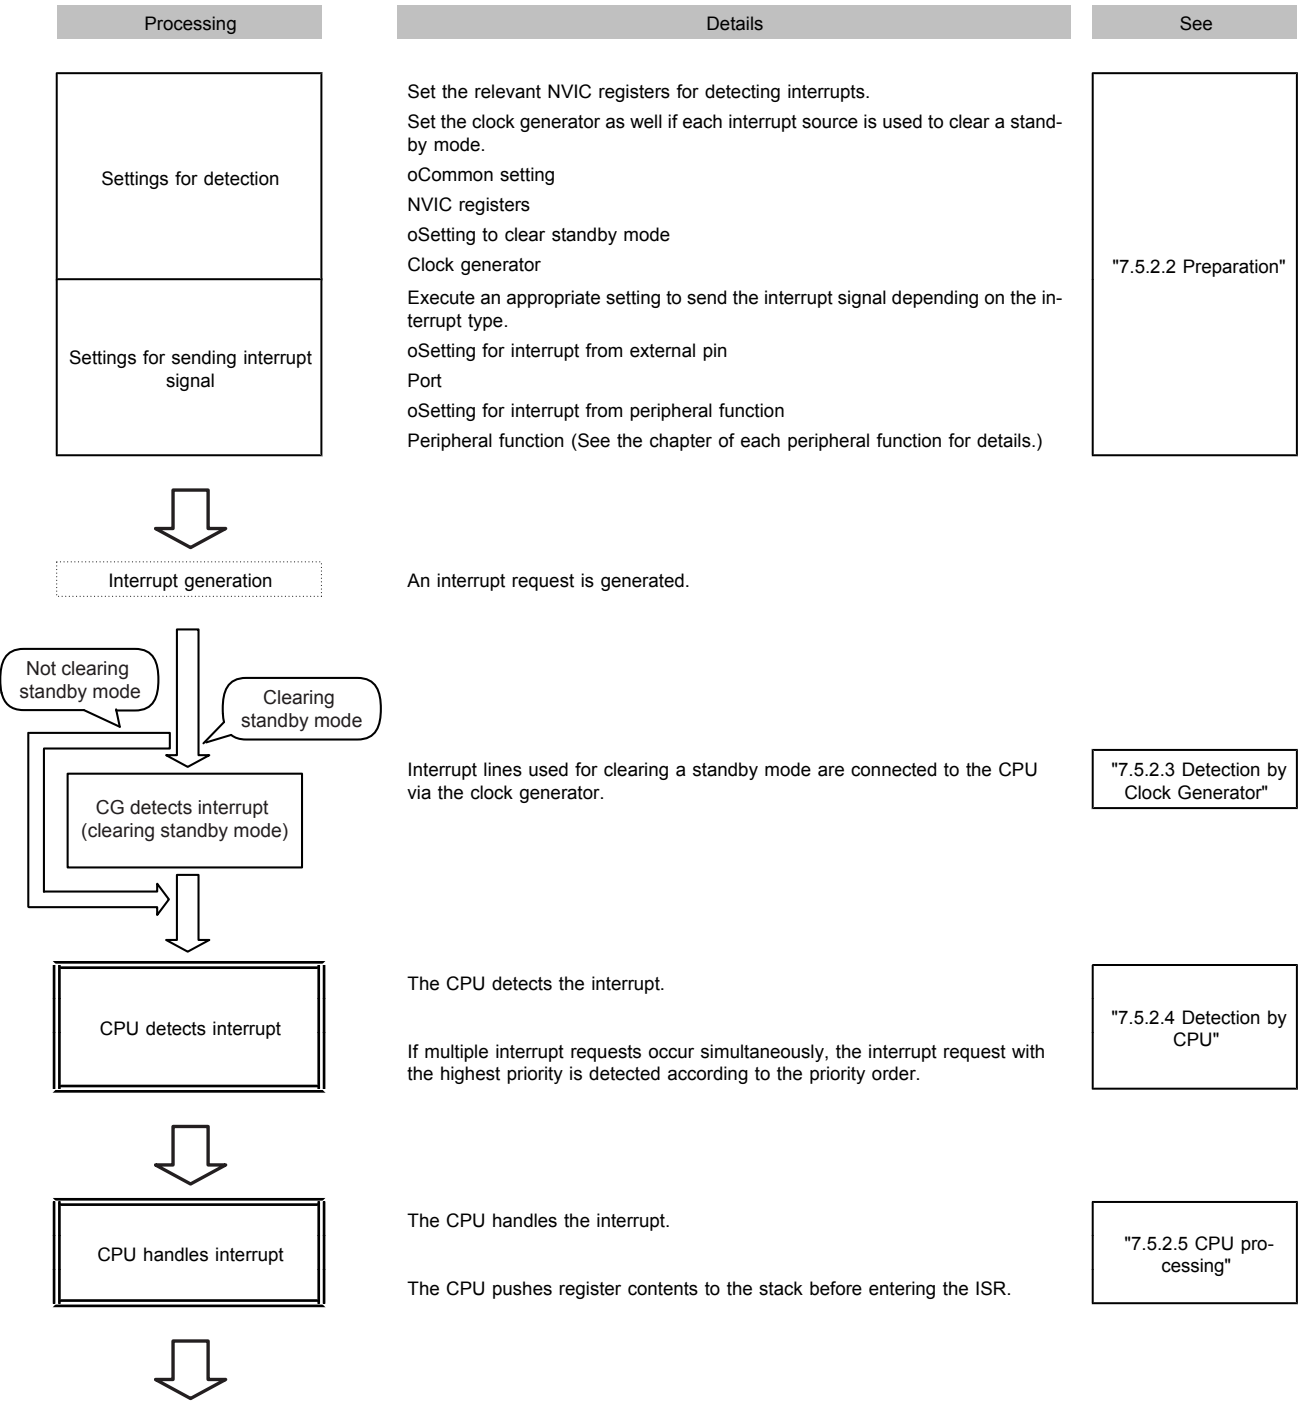 Processing
Details
See
Settings for detection
Set the relevant NVIC registers for detecting interrupts.
Set the clock generator as well if each interrupt source is used to clear a stand-
by mode.
oCommon setting
NVIC registers
oSetting to clear standby mode
Clock generator
"7.5.2.2 Preparation"
Settings for sending interrupt
signal
Execute an appropriate setting to send the interrupt signal depending on the in-
terrupt type.
oSetting for interrupt from external pin
Port
oSetting for interrupt from peripheral function
Peripheral function (See the chapter of each peripheral function for details.)
Interrupt generation
An interrupt request is generated.
Not clearing
standby mode
Clearing
standby mode
CG detects interrupt
(clearing standby mode)
Interrupt lines used for clearing a standby mode are connected to the CPU
via the clock generator.
"7.5.2.3 Detection by
Clock Generator"
CPU detects interrupt
The CPU detects the interrupt.
If multiple interrupt requests occur simultaneously, the interrupt request with
the highest priority is detected according to the priority order.
"7.5.2.4 Detection by
CPU"
CPU handles interrupt
The CPU handles the interrupt.
The CPU pushes register contents to the stack before entering the ISR.
"7.5.2.5 CPU pro-
cessing"